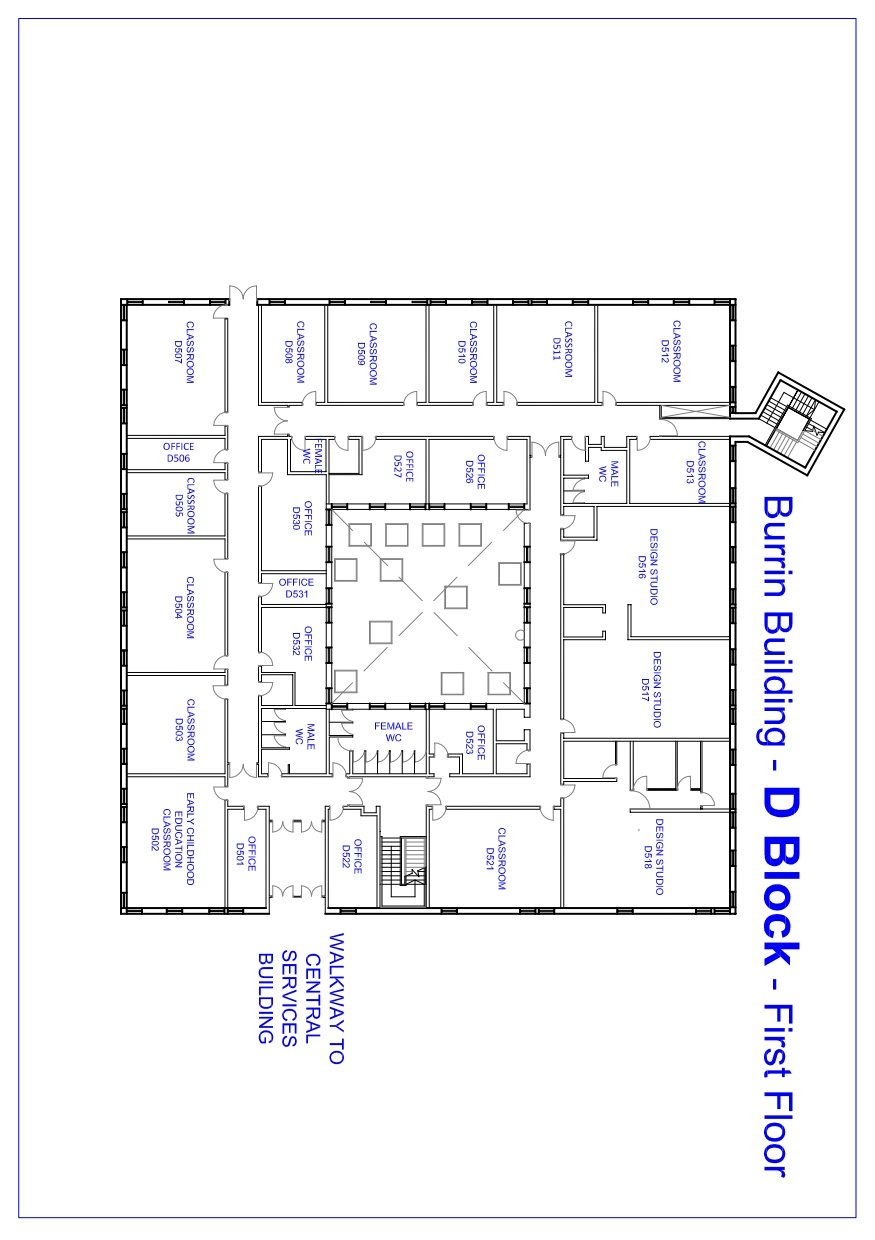 Burrin Building - D Block - First Floor
CLASSROOM
D507
CLASSROOM
D508
CLASSROOM
D509
CLASSROOM
D510
CLASSROOM
D511
CLASSROOM
D512
OFFICE
D506
FEMALE
WC
OFFICE
D527
OFFICE
D526
MALE
WC
CLASSROOM
D513
CLASSROOM
D505
OFFICE
D530
CLASSROOM
D504
OFFICE
D531
OFFICE
D532
DESIGN STUDIO
D516
CLASSROOM
D503
MALE
WC
FEMALE
WC
OFFICE
D523
DESIGN STUDIO
D517
EARLY CHILDHOOD
EDUCATION
CLASSROOM
D502
OFFICE
D501
OFFICE
D522
CLASSROOM
D521
DESIGN STUDIO
D518
WALKWAY TO
CENTRAL
SERVICES
BUILDING